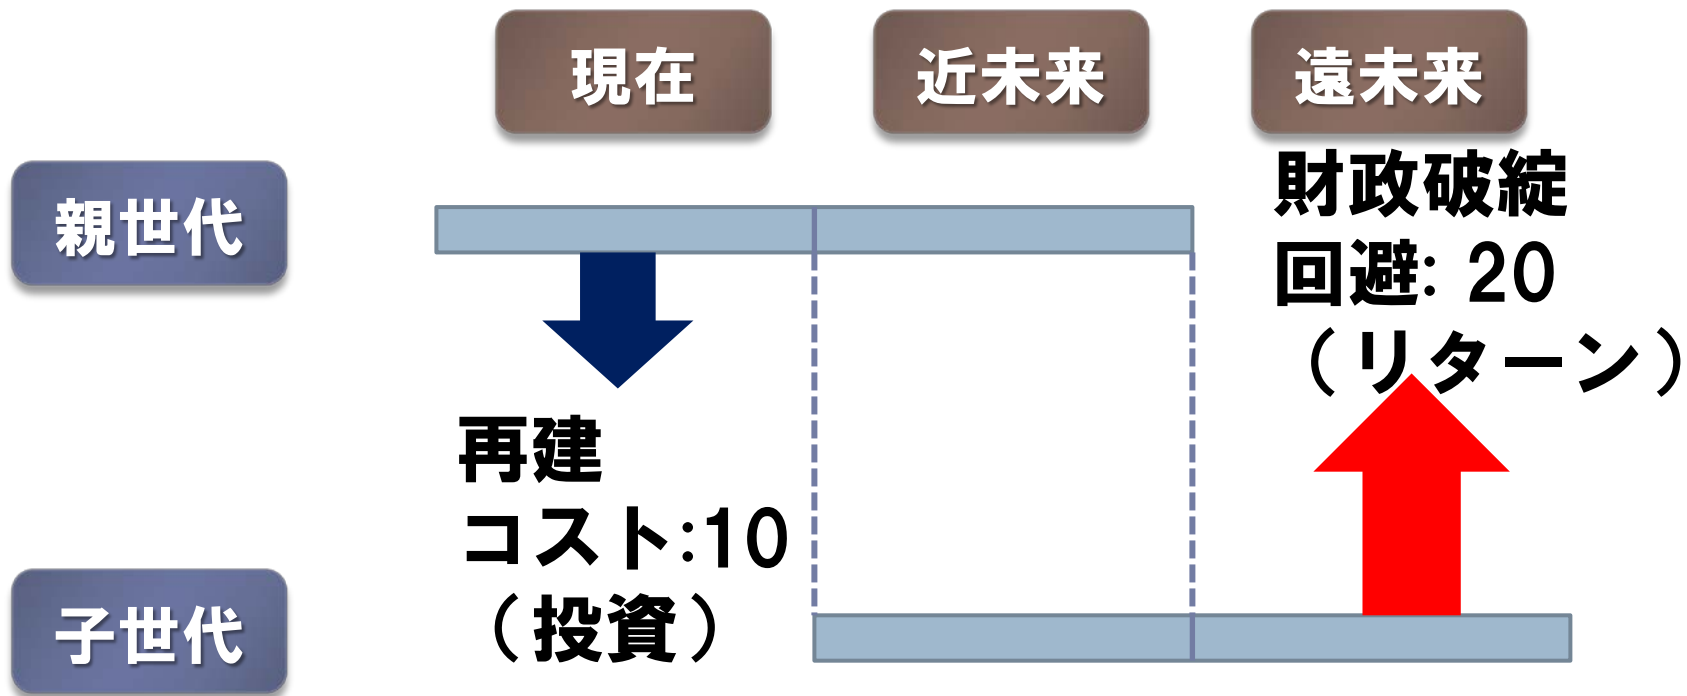 現在
近未来
遠未来
親世代
財政破綻
回避: 20
（リターン）
再建
コスト:10
（投資）
子世代